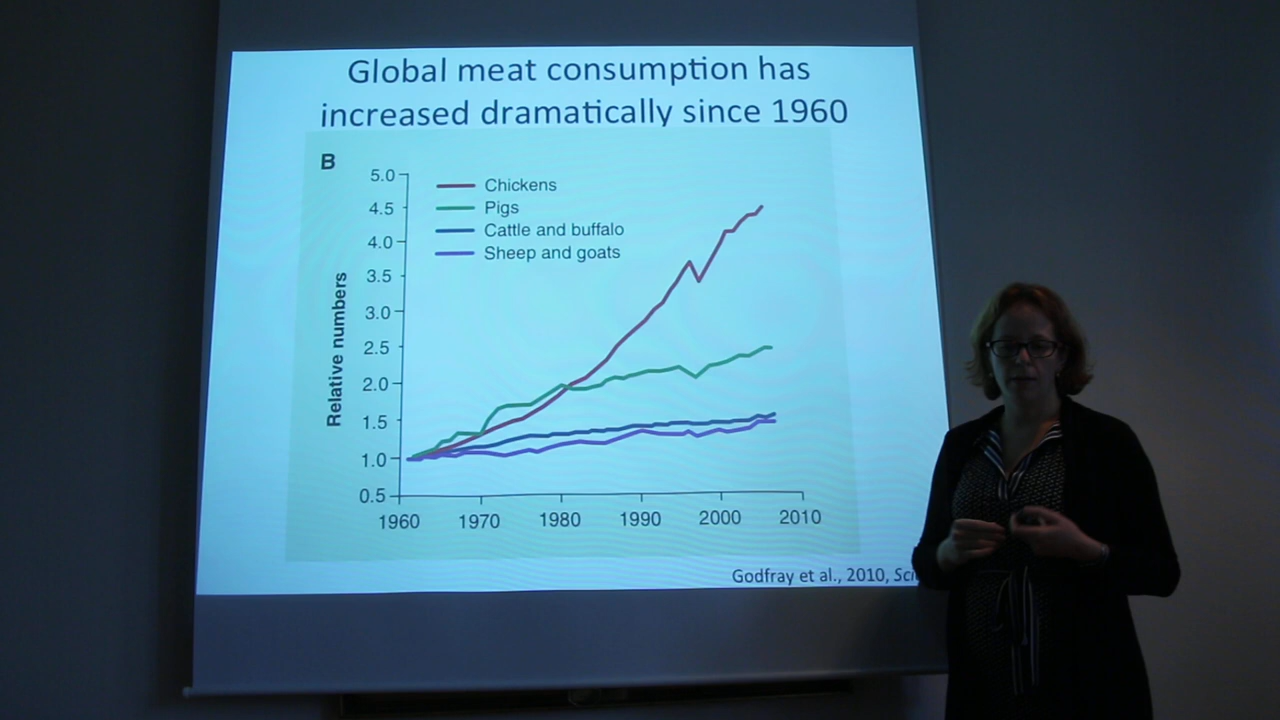 Global meat consumption has
increased dramatically since 1960
B
Relative numbers
5.0
4.5
4.0
3.5
3.0
2.5
2.0
1.5
1.0
0.5
Chickens
Pigs
Cattle and buffalo
Sheep and goats
1960 1970 1980 1990 2000 2010
Godfray et al., 2010,